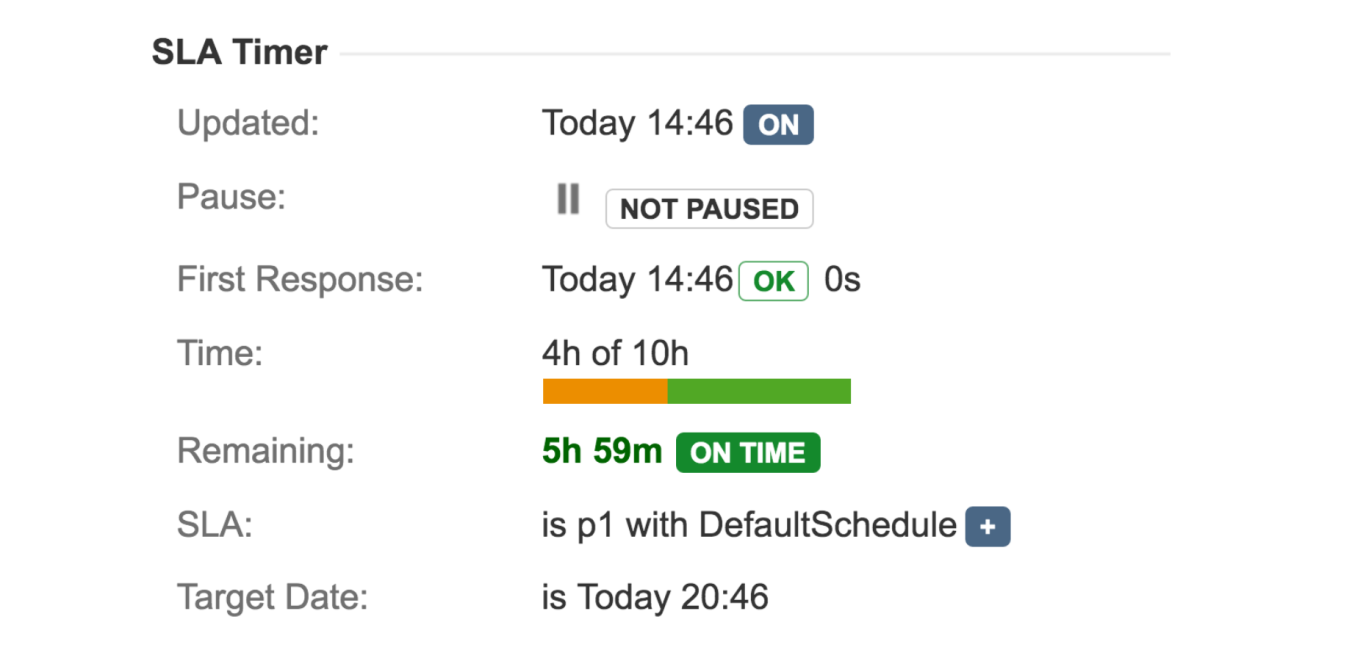 SLA Timer
Updated: Today 14:46 ON
Pause: NOT PAUSED
First Response: Today 14:46 OK 0s
Time: 4h of 10h
Remaining: 5h 59m ON TIME
SLA: is p1 with DefaultSchedule +
Target Date: is Today 20:46